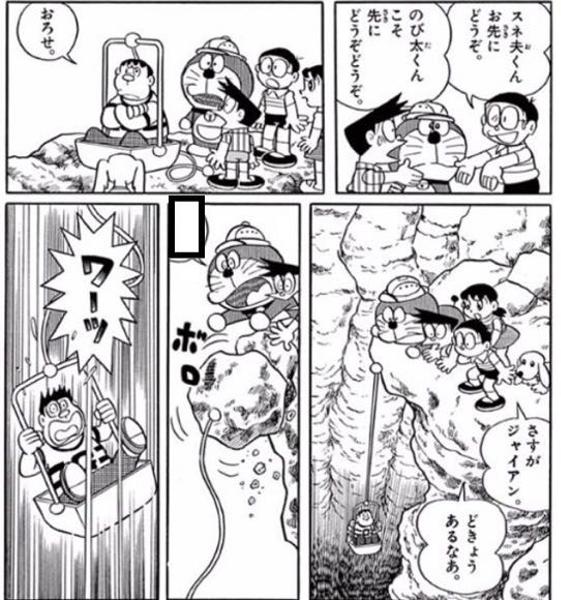 スネ夫くん
お先に
どうぞ。
のび太くん
こそ
先に
どうぞどうぞ。
おろせ。
さすが
ジャイアン。
どきょう
あるなあ。
ボロ
ワーッ